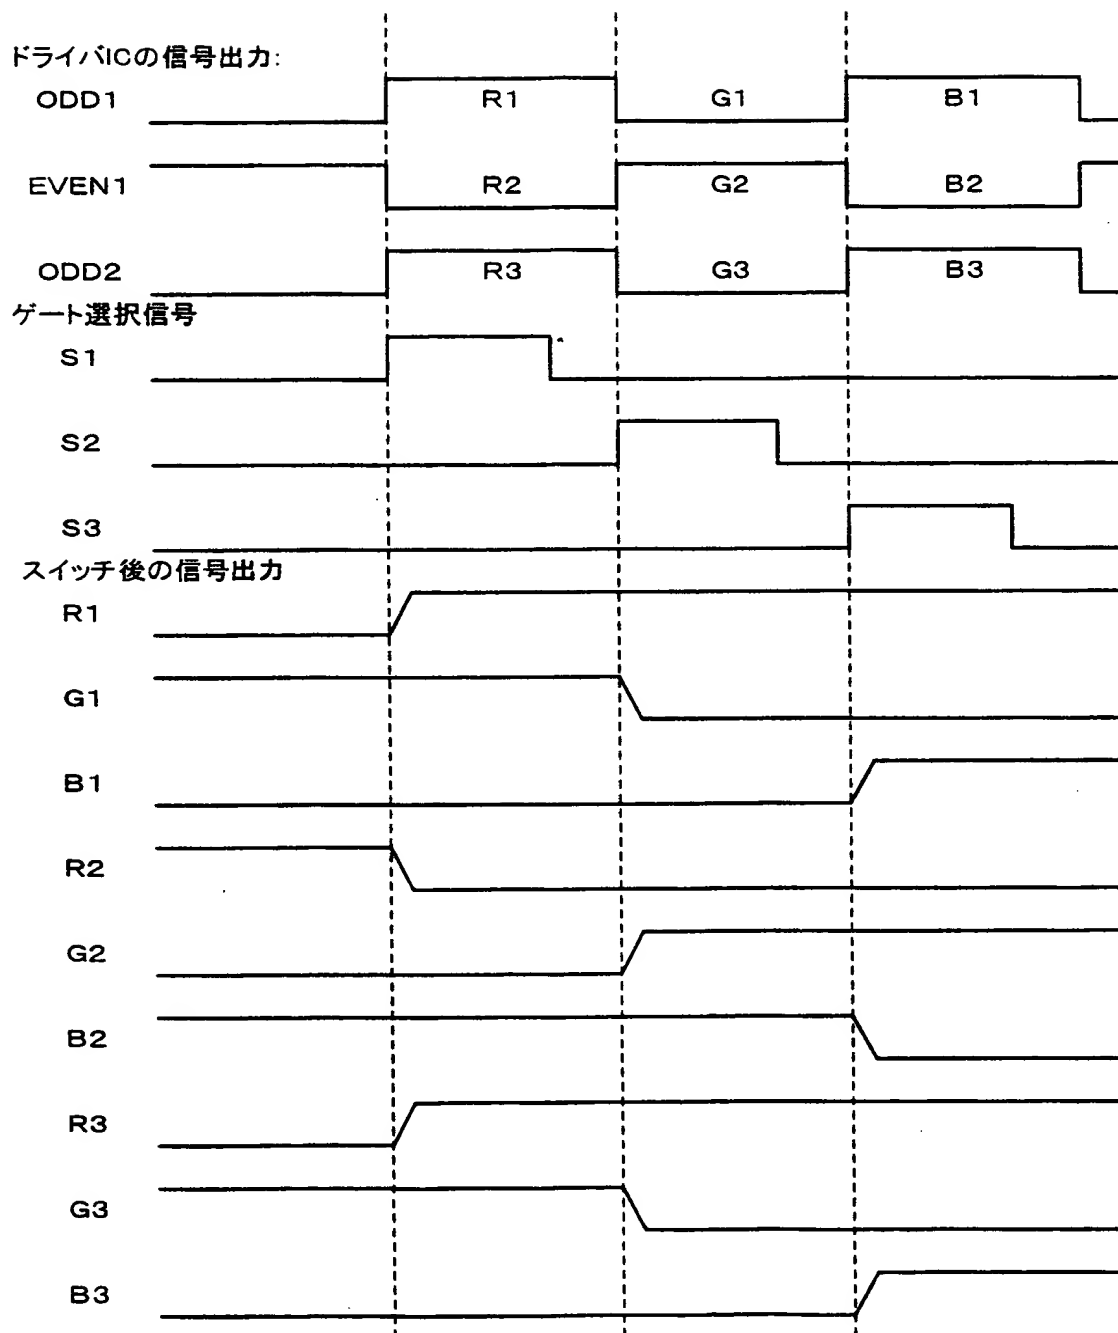 ドライバICの信号出力:
ODD1 R1 G1 B1
EVEN1 R2 G2 B2
ODD2 R3 G3 B3
ゲート選択信号
S1
S2
S3
スイッチ後の信号出力
R1
G1
B1
R2
G2
B2
R3
G3
B3